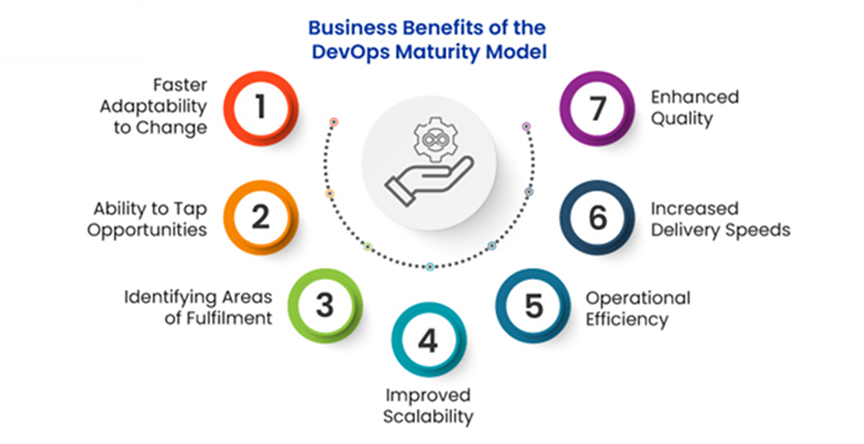 Business Benefits of the
DevOps Maturity Model
1
Faster
Adaptability
to Change
2
Ability to Tap
Opportunities
3
Identifying Areas
of Fulfilment
4
Improved
Scalability
5
Operational
Efficiency
6
Increased
Delivery Speeds
7
Enhanced
Quality